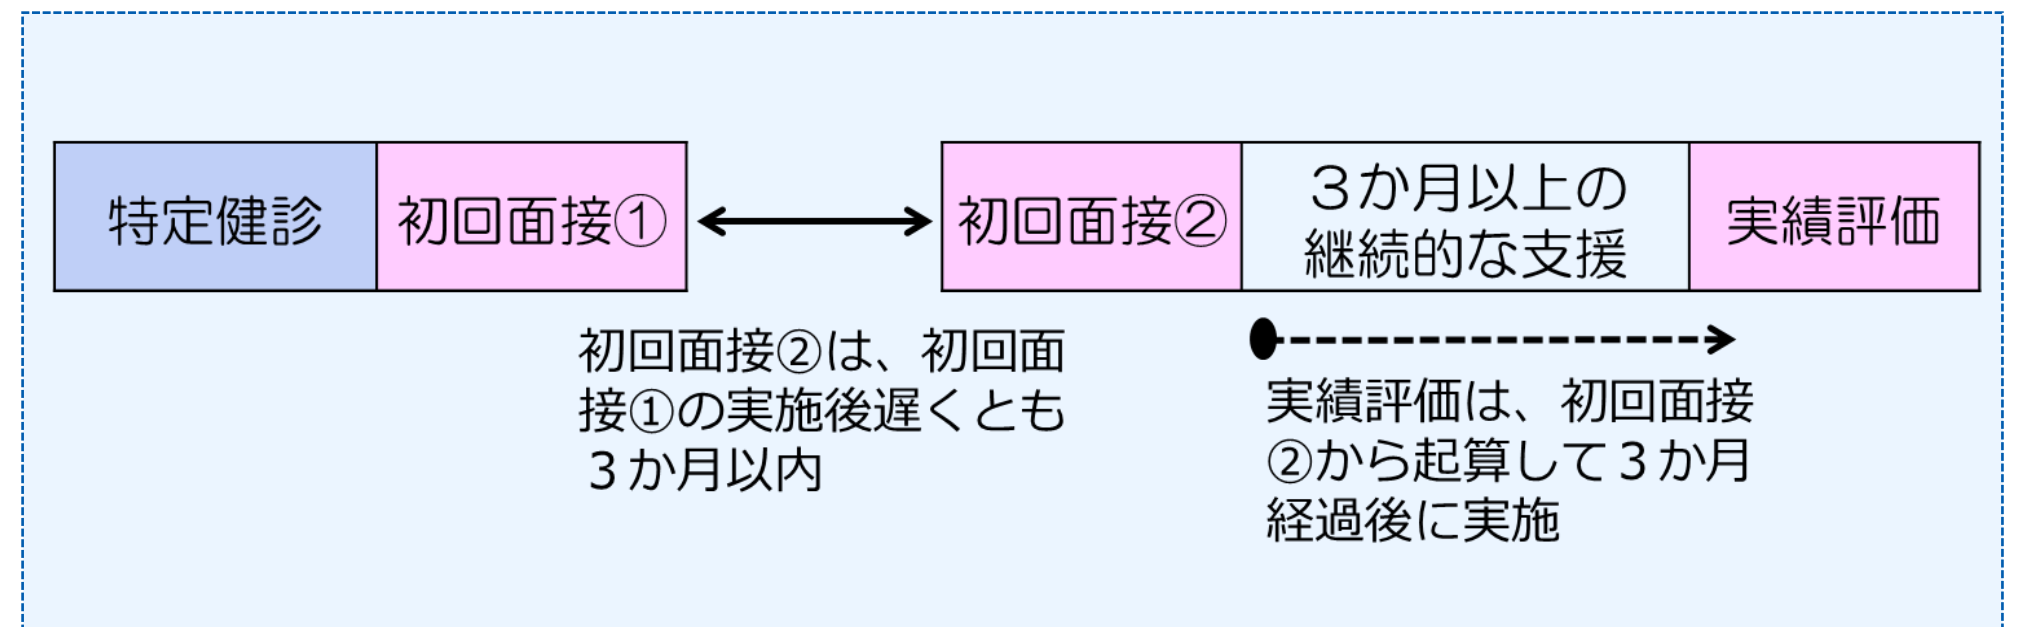 特定健診
初回面接①
初回面接②
３か月以上の
継続的な支援
実績評価
初回面接②は、初回面
接①の実施後遅くとも
３か月以内
実績評価は、初回面接
②から起算して３か月
経過後に実施